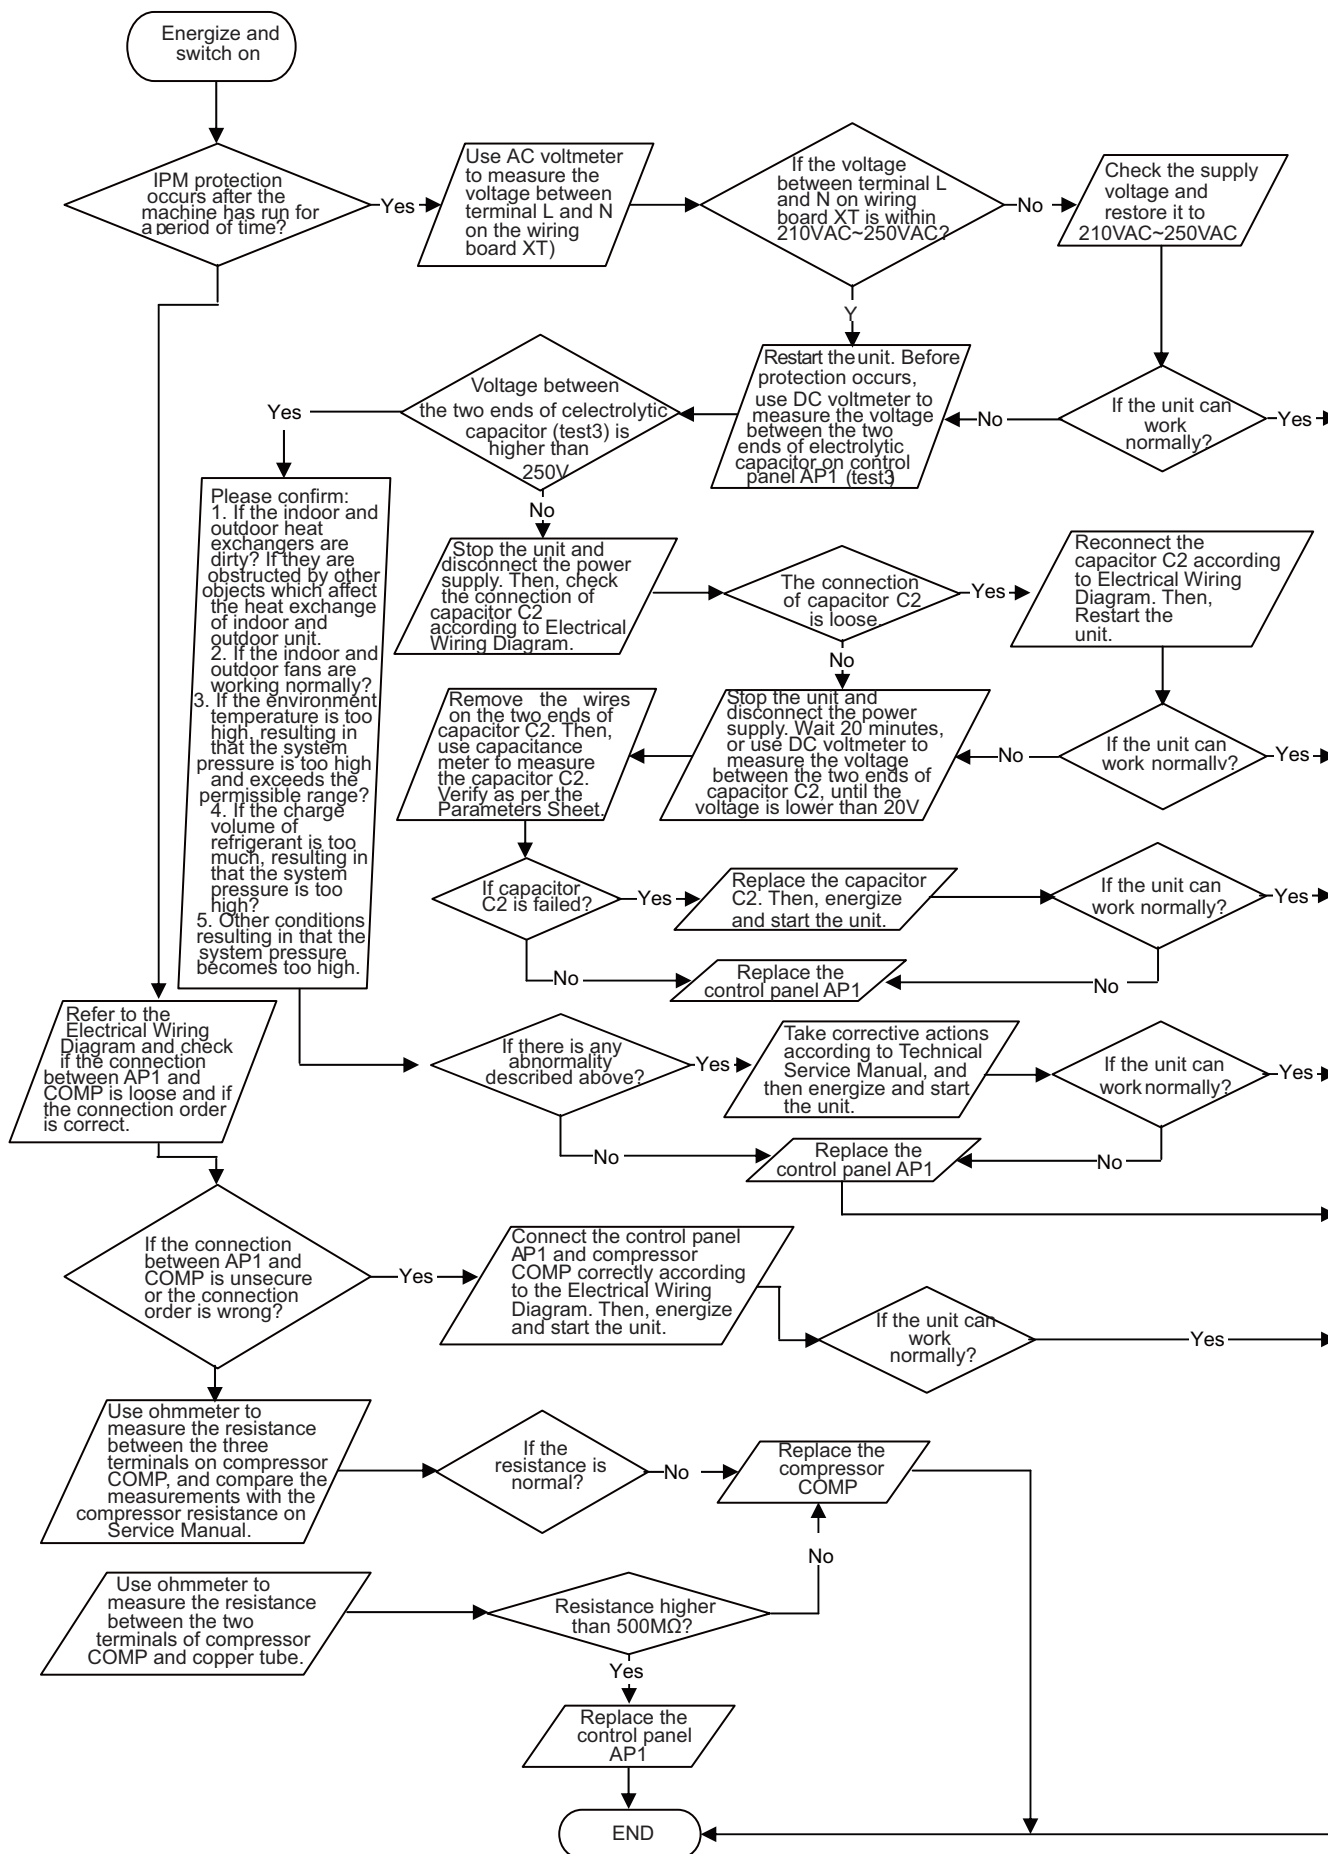 Energize and
switch on
IPM protection
occurs after the
machine has run for
a period of time?
Yes
Use AC voltmeter
to measure the
voltage between
terminal L and N
on the wiring
board XT)
If the voltage
between terminal L
and N on wiring
board XT is within
210VAC~250VAC?
No
Check the supply
voltage and
restore it to
210VAC~250VAC
Y
If the unit can
work
normally?
Yes
No
Restart the unit. Before
protection occurs,
use DC voltmeter to
measure the voltage
between the two
ends of electrolytic
capacitor on control
panel AP1 (test3)
Voltage between
the two ends of celectrolytic
capacitor (test3) is
higher than
250V
Yes
No
Please confirm:
1. If the indoor and
outdoor heat
exchangers are
dirty? If they are
obstructed by other
objects which affect
the heat exchange
of indoor and
outdoor unit.
2. If the indoor and
outdoor fans are
working normally?
3. If the environment
temperature is too
high, resulting in
that the system
pressure is too high
and exceeds the
permissible range?
4. If the charge
volume of
refrigerant is too
much, resulting in
that the system
pressure is too
high?
5. Other conditions
resulting in that the
system pressure
becomes too high.
Stop the unit and
disconnect the power
supply. Then, check
the connection of
capacitor C2
according to Electrical
Wiring Diagram.
The connection
of capacitor C2
is loose.
Yes
Reconnect the
capacitor C2 according
to Electrical Wiring
Diagram. Then,
Restart the
unit.
No
If the unit can
work normally?
Yes
No
Stop the unit and
disconnect the power
supply. Wait 20 minutes,
or use DC voltmeter to
measure the voltage
between the two ends of
capacitor C2, until the
voltage is lower than 20V
Remove the wires
on the two ends of
capacitor C2. Then,
use capacitance
meter to measure
the capacitor C2.
Verify as per the
Parameters Sheet.
If capacitor
C2 is failed?
Yes
Replace the capacitor
C2. Then, energize
and start the unit.
If the unit can
work normally?
Yes
No
Replace the
control panel AP1
No
Refer to the
Electrical Wiring
Diagram and check
if the connection
between AP1 and
COMP is loose and if
the connection order
is correct.
If there is any
abnormality
described above?
Yes
Take corrective actions
according to Technical
Service Manual, and
then energize and start
the unit.
If the unit can
work normally?
Yes
No
Replace the
control panel AP1
No
If the connection
between AP1 and
COMP is unsecure
or the connection
order is wrong?
Yes
Connect the control panel
AP1 and compressor
COMP correctly according
to the Electrical Wiring
Diagram. Then, energize
and start the unit.
If the unit can
work
normally?
Yes
Use ohmmeter to
measure the resistance
between the three
terminals on compressor
COMP, and compare the
measurements with the
compressor resistance on
Service Manual.
If the
resistance is
normal?
No
Replace the
compressor
COMP
No
Use ohmmeter to
measure the resistance
between the two
terminals of compressor
COMP and copper tube.
Resistance higher
than 500MΩ?
Yes
Replace the
control panel
AP1
END